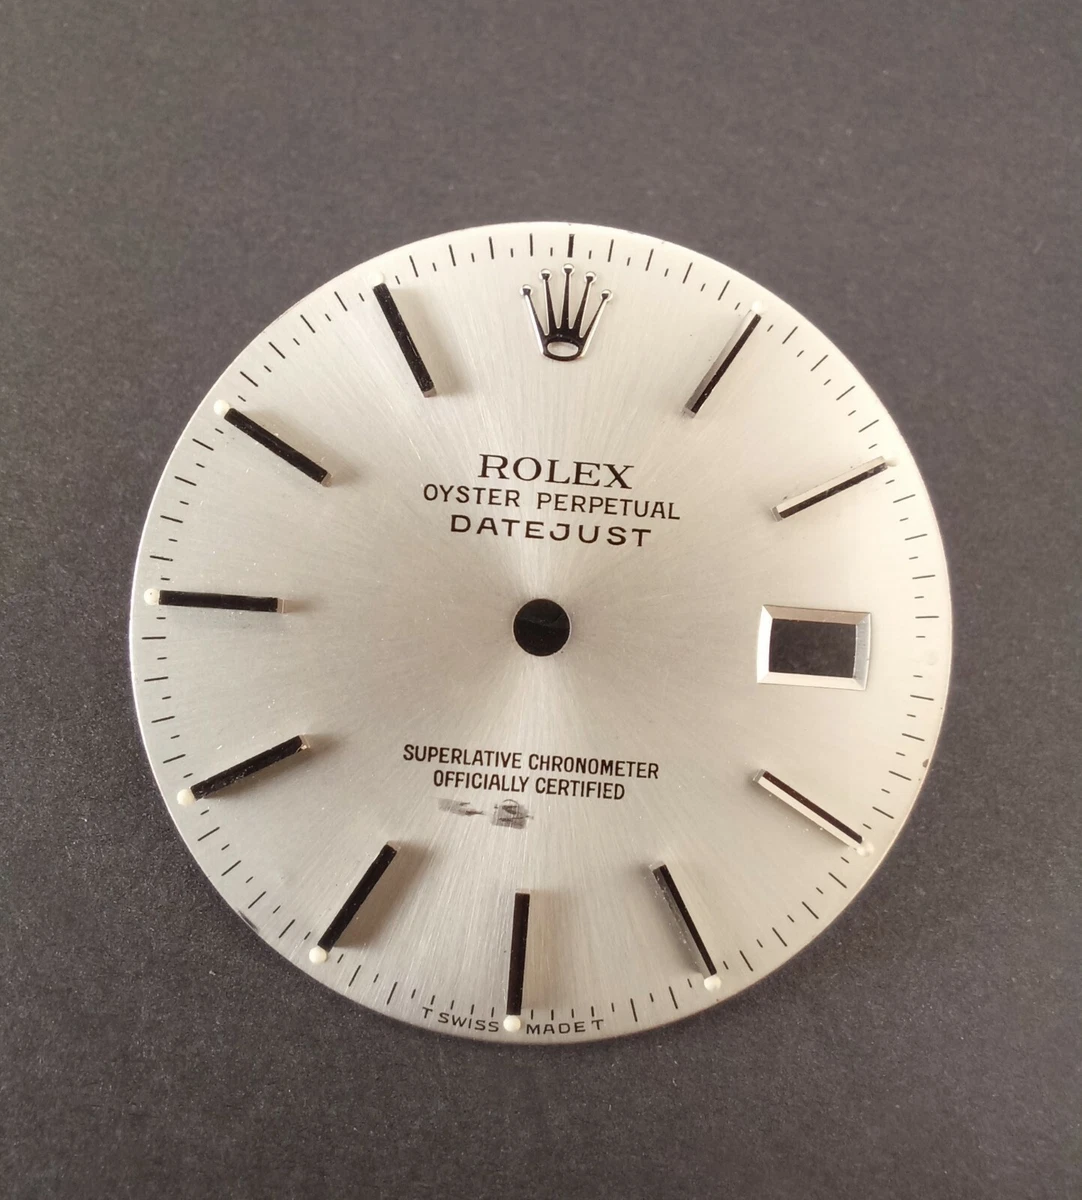 ROLEX
OYSTER PERPETUAL
DATEJUST
SUPERLATIVE CHRONOMETER
OFFICIALLY CERTIFIED
T SWISS MADE T